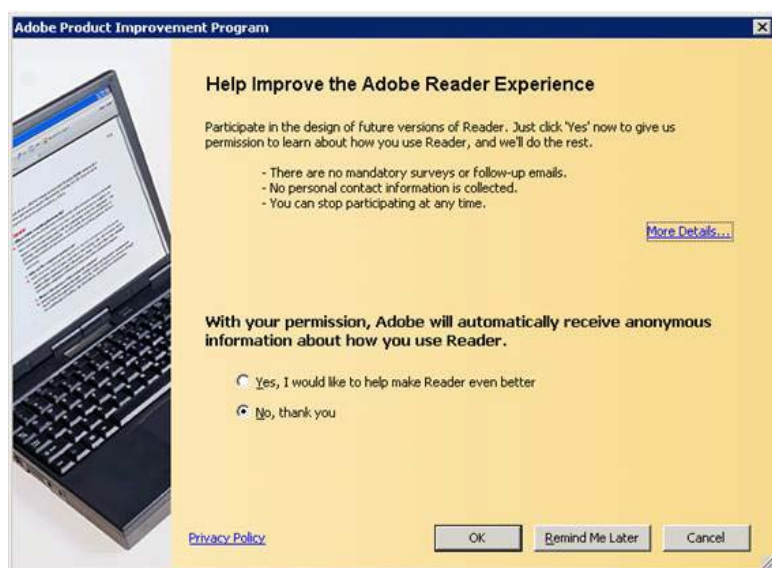 Adobe Product Improvement Program
Help Improve the Adobe Reader Experience
Participate in the design of future versions of Reader. Just click 'Yes' now to give us
permission to learn about how you use Reader, and we'll do the rest.
- There are no mandatory surveys or follow-up emails.
- No personal contact information is collected.
- You can stop participating at any time.
More Details...
With your permission, Adobe will automatically receive anonymous
information about how you use Reader.
Yes, I would like to help make Reader even better
No, thank you
Privacy Policy
OK
Remind Me Later
Cancel